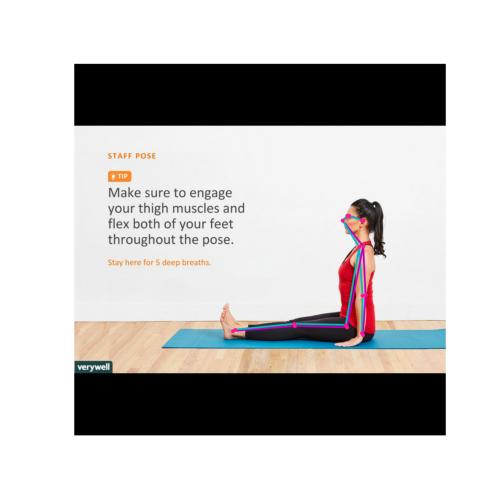 STAFF POSE
TIP
Make sure to engage
your thigh muscles and
flex both of your feet
throughout the pose.
Stay here for 5 deep breaths.
verywell